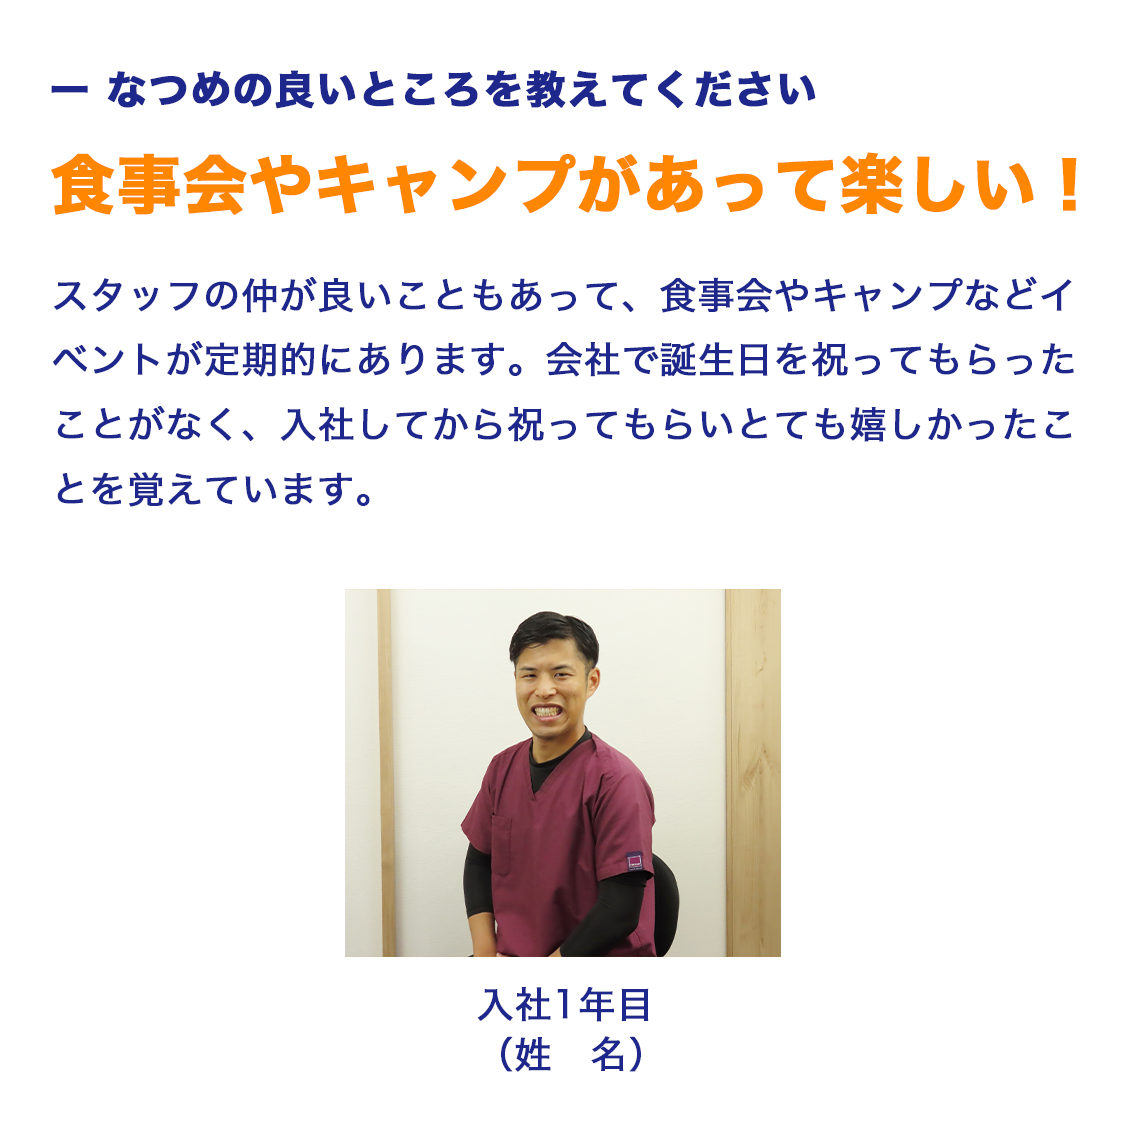 ー なつめの良いところを教えてください
食事会やキャンプがあって楽しい！
スタッフの仲が良いこともあって、食事会やキャンプなどイ
ベントが定期的にあります。会社で誕生日を祝ってもらった
ことがなく、入社してから祝ってもらいとても嬉しかったこ
とを覚えています。
入社1年目
（姓　名）